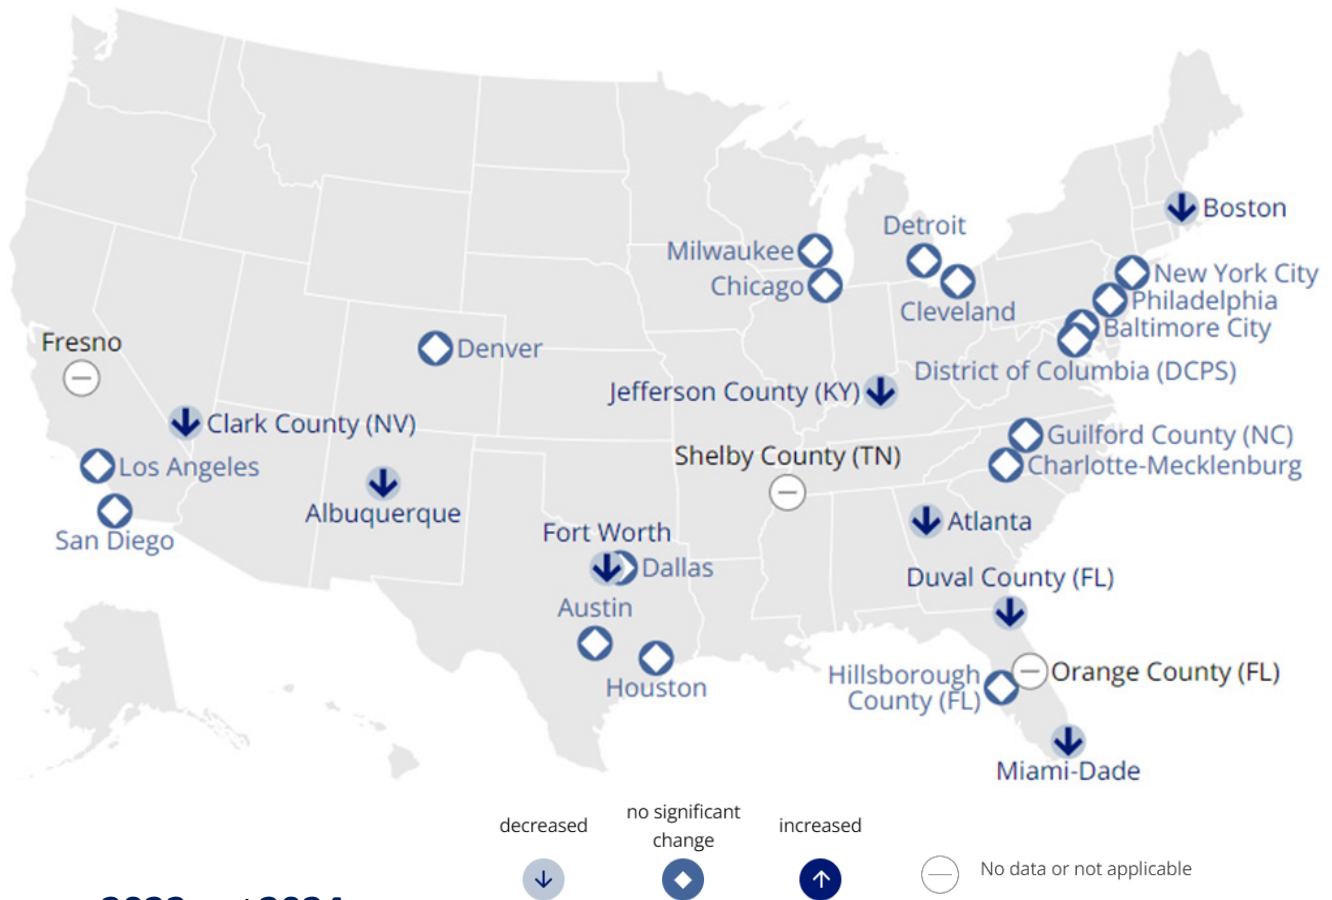 Boston
Detroit
Milwaukee
New York City
Chicago
Philadelphia
Cleveland
Baltimore City
Fresno
Denver
District of Columbia (DCPS)
Jefferson County (KY)
Clark County (NV)
Guilford County (NC)
Shelby County (TN)
Los Angeles
Charlotte-Mecklenburg
Albuquerque
Atlanta
San Diego
Fort Worth
Dallas
Duval County (FL)
Austin
Hillsborough
County (FL)
Orange County (FL)
Houston
Miami-Dade
decreased
no significant
change
increased
No data or not applicable